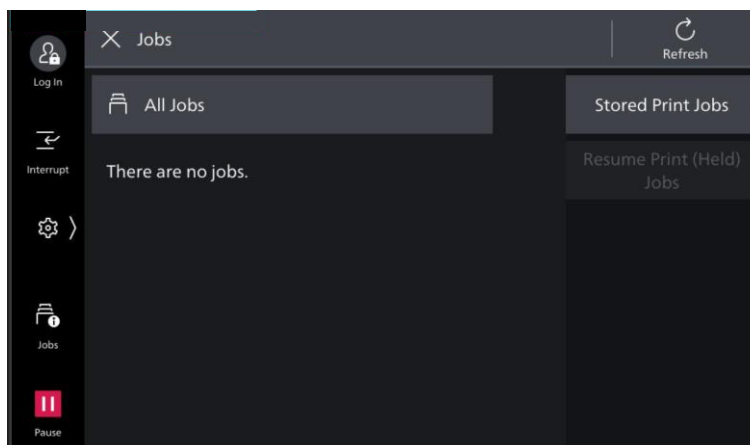 Log In
Interrupt
Jobs
Pause
Jobs
Refresh
All Jobs
There are no jobs.
Stored Print Jobs
Resume Print (Held)
Jobs